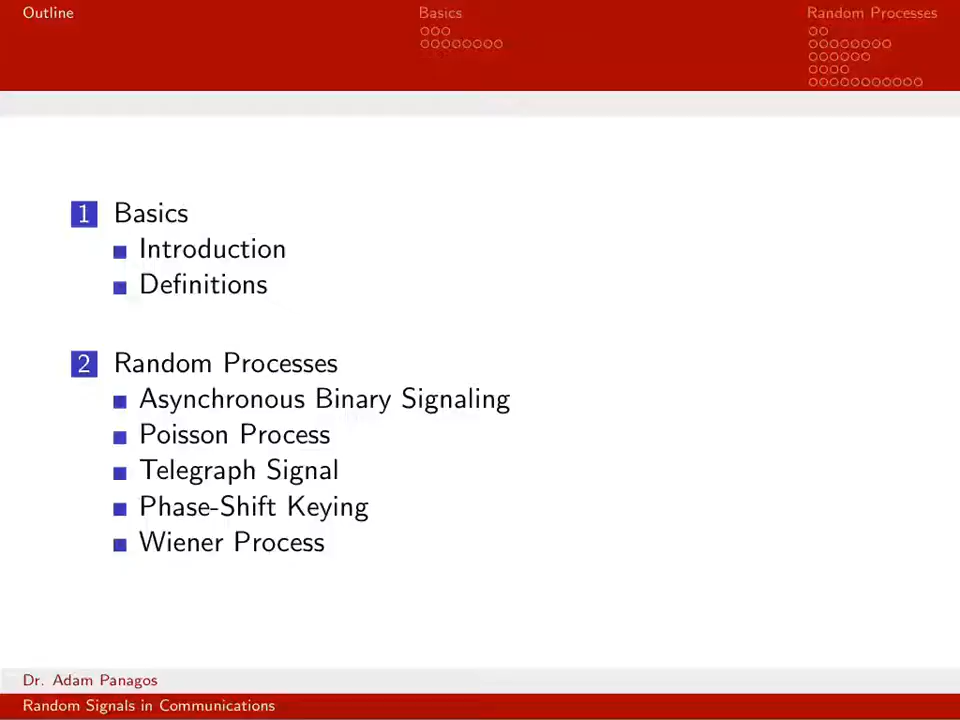 Outline
Basics
Random Processes
1 Basics
Introduction
Definitions
2 Random Processes
Asynchronous Binary Signaling
Poisson Process
Telegraph Signal
Phase-Shift Keying
Wiener Process
Dr. Adam Panagos
Random Signals in Communications